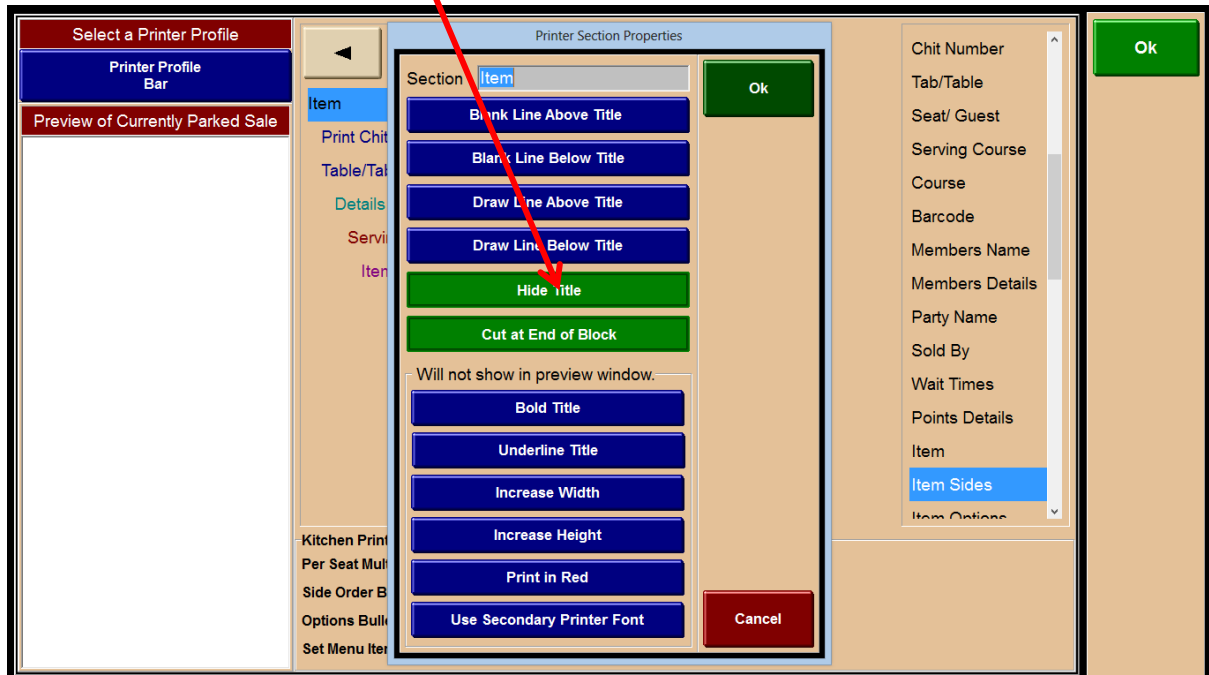 Select a Printer Profile
Printer Profile
Bar
Preview of Currently Parked Sale
◄
Item
Print Chit
Table/Tab
Details
Servi
Item
Kitchen Print
Per Seat Mult
Side Order B
Options Bulle
Set Menu Iter
Printer Section Properties
Section Item
Blank Line Above Title
Blank Line Below Title
Draw Line Above Title
Draw Line Below Title
Hide Title
Cut at End of Block
Will not show in preview window.
Bold Title
Underline Title
Increase Width
Increase Height
Print in Red
Use Secondary Printer Font
Ok
Cancel
Chit Number
Tab/Table
Seat/ Guest
Serving Course
Course
Barcode
Members Name
Members Details
Party Name
Sold By
Wait Times
Points Details
Item
Item Sides
Item Options
Ok